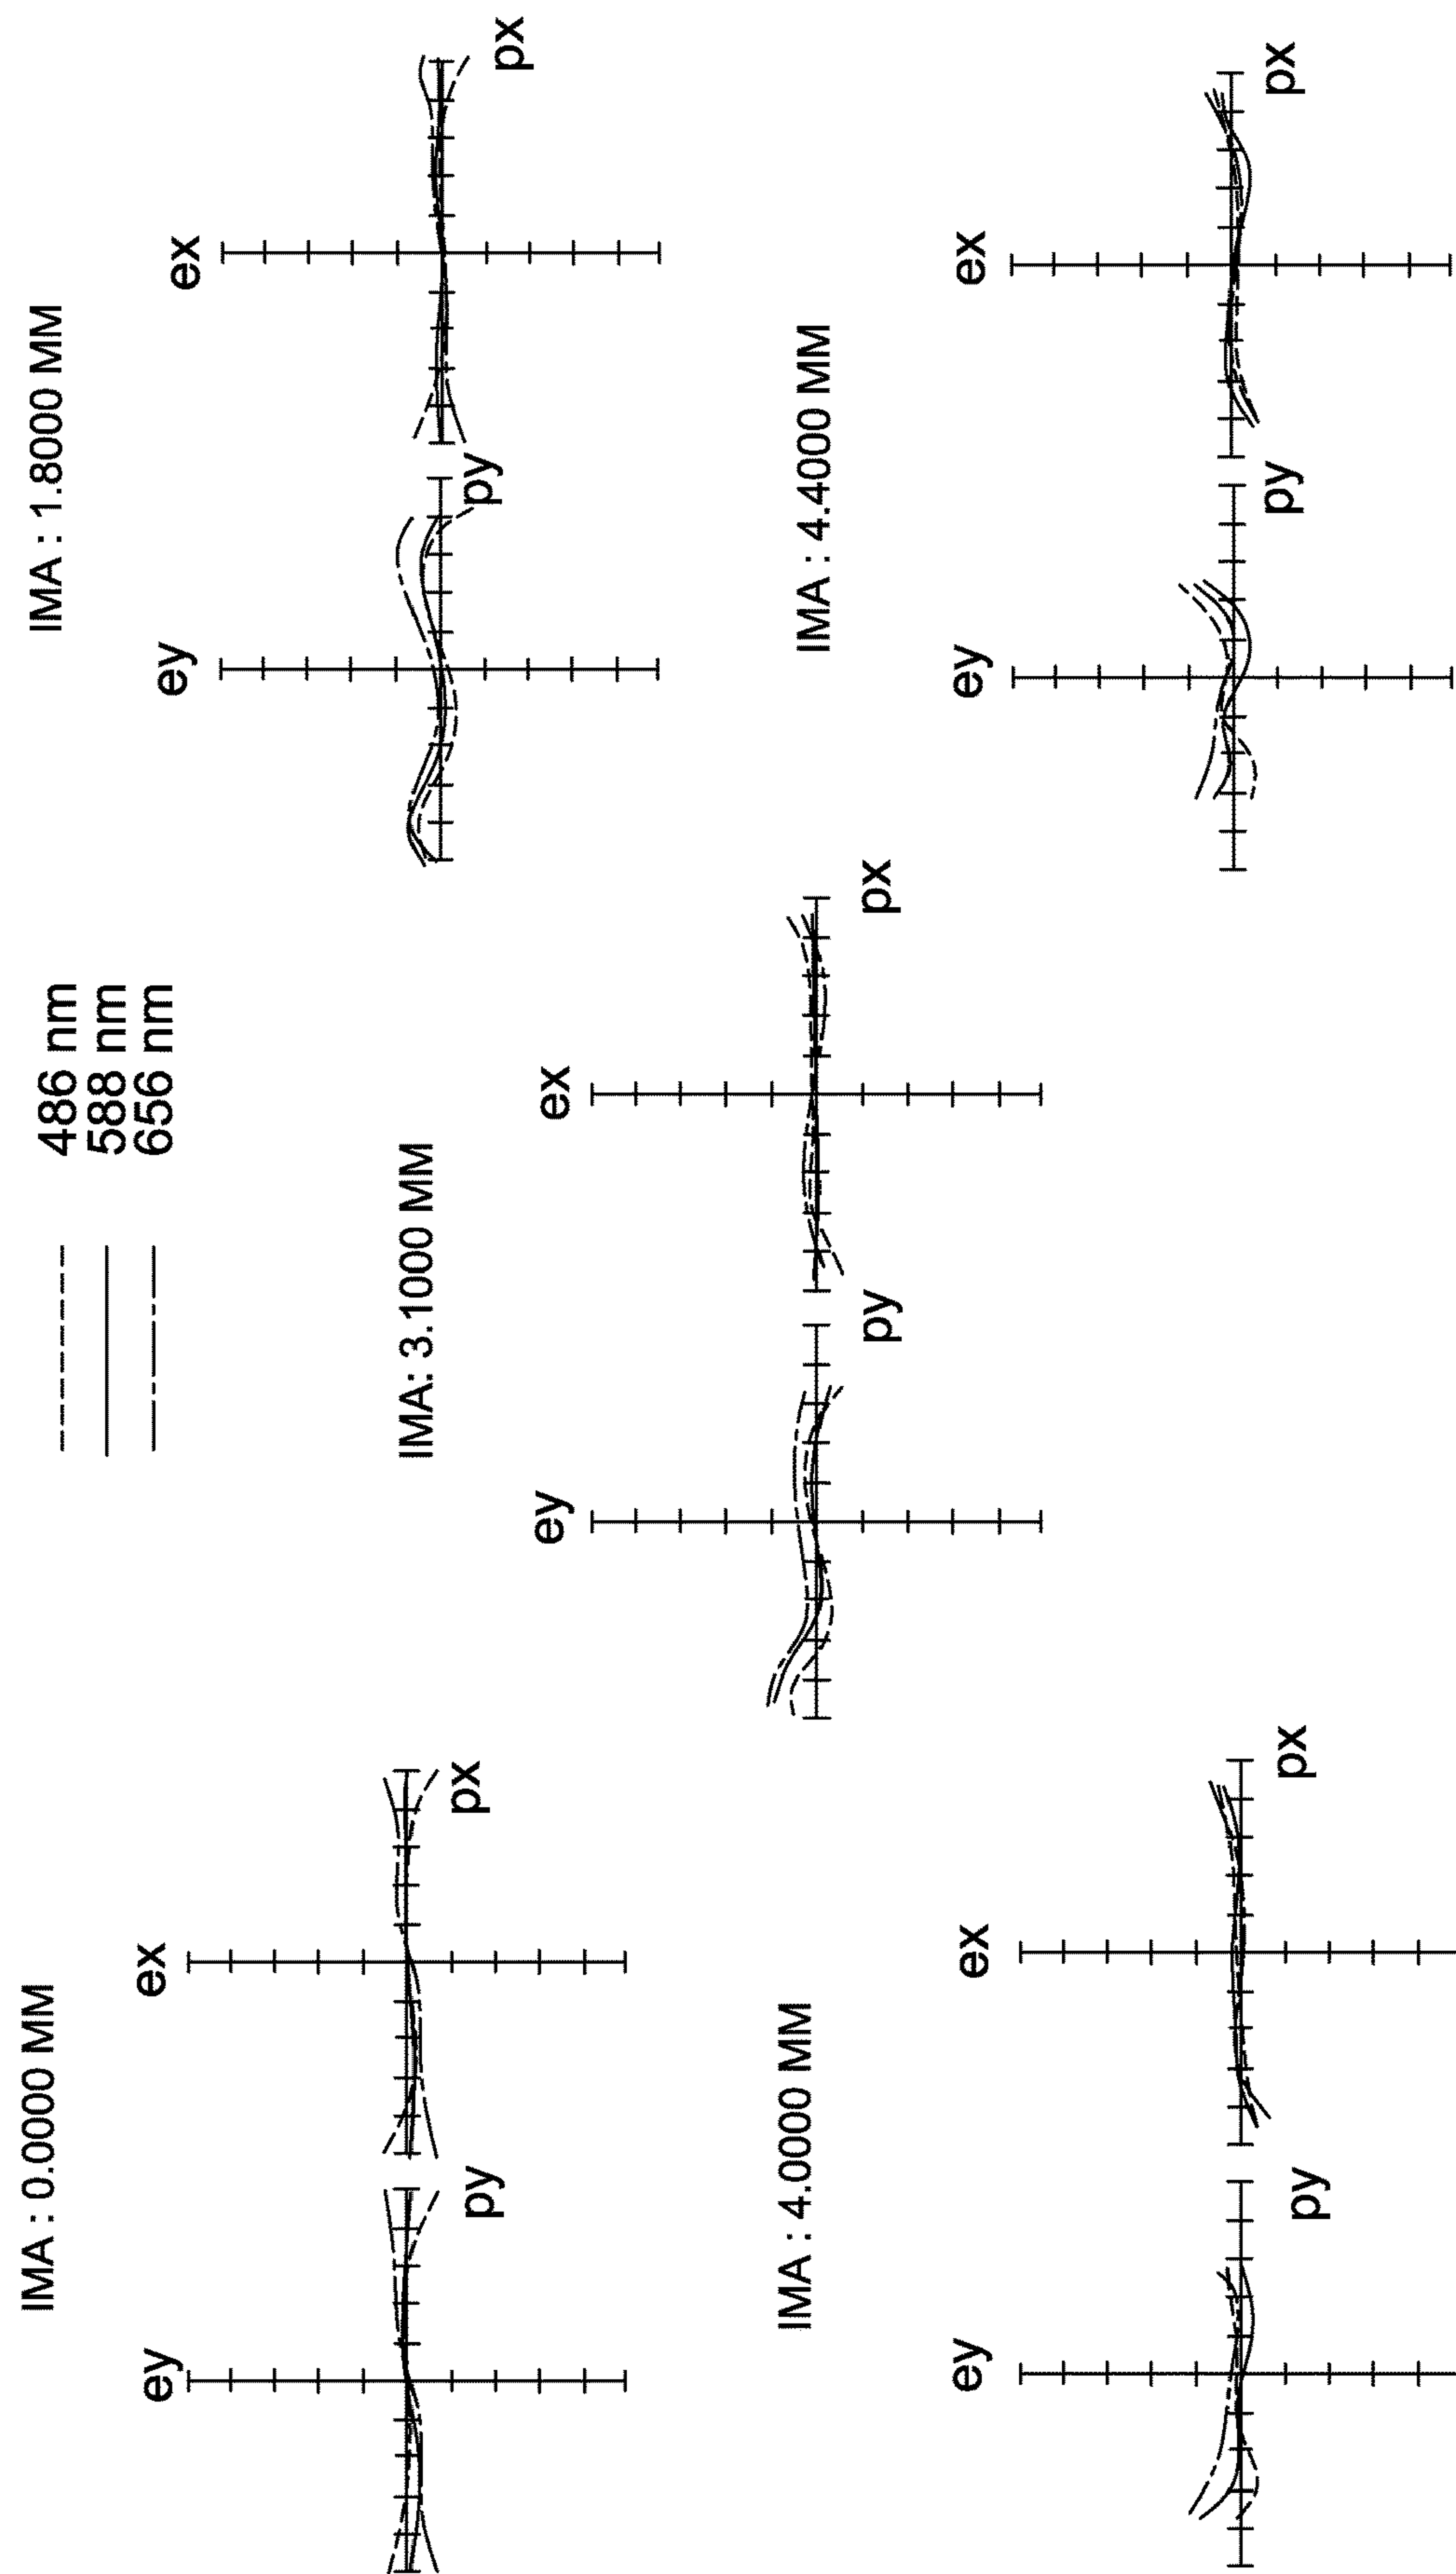 486 nm
588 nm
656 nm
IMA : 0.0000 MM
ey
py
ex
px
IMA: 3.1000 MM
ey
py
ex
px
IMA : 1.8000 MM
ey
py
ex
px
IMA : 4.0000 MM
ey
py
ex
px
IMA : 4.4000 MM
ey
py
ex
px